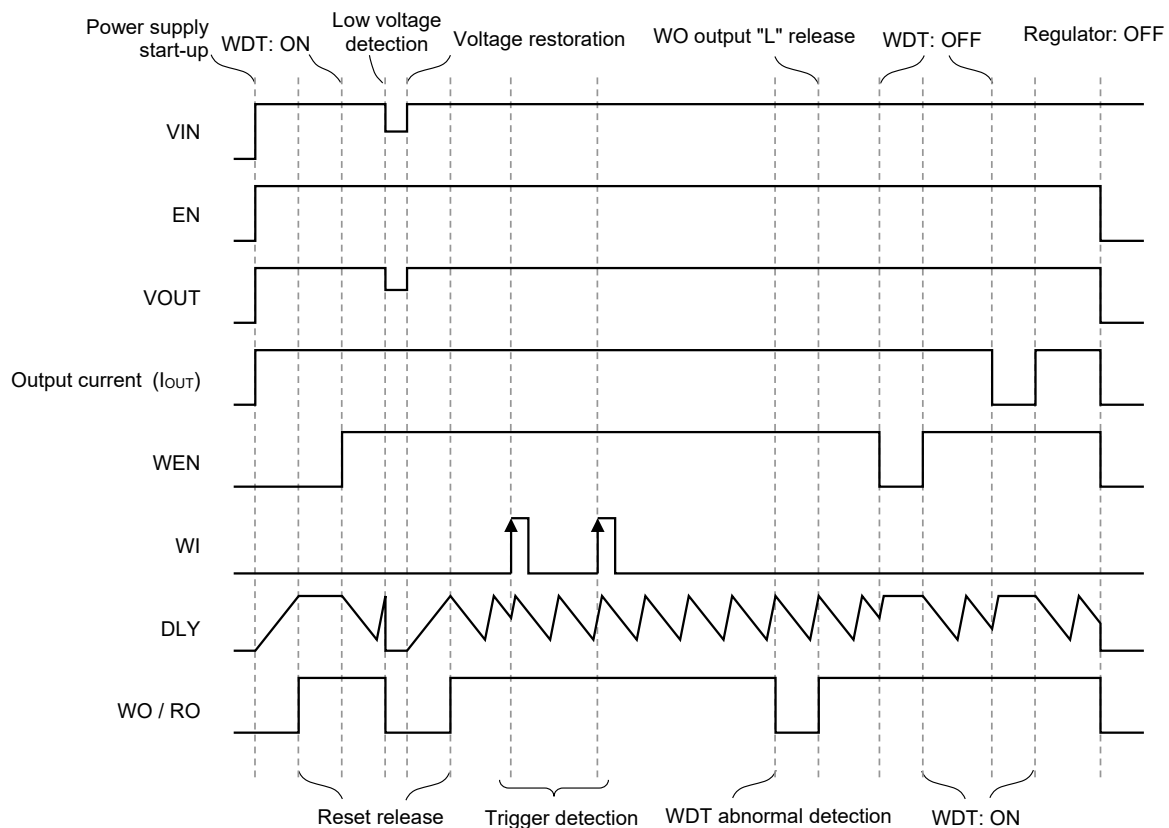 Power supply
start-up
WDT: ON
Low voltage
detection
Voltage restoration
WO output "L" release
WDT: OFF
Regulator: OFF
VIN
EN
VOUT
Output current (IOUT)
WEN
WI
DLY
WO / RO
Reset release
Trigger detection
WDT abnormal detection
WDT: ON